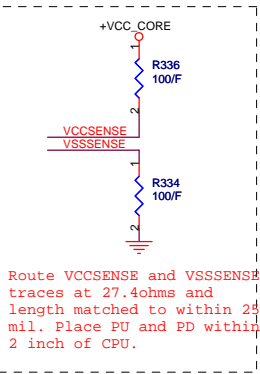 +VCC_CORE
1
R336
100/F
2
VCCSENSE
VSSSENSE
1
R334
100/F
2
Route VCCSENSE and VSSSENSE
traces at 27.4ohms and
length matched to within 25
mil. Place PU and PD within
2 inch of CPU.